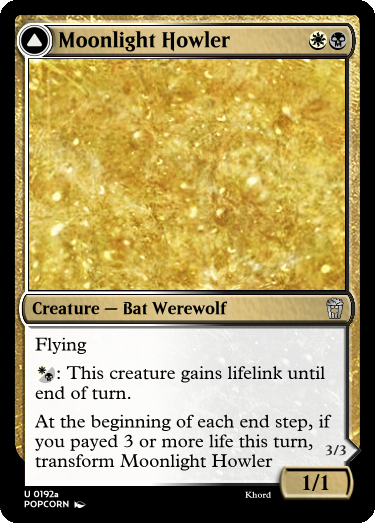 Moonlight Howler
Creature — Bat Werewolf
Flying
: This creature gains lifelink until
end of turn.
At the beginning of each end step, if
you payed 3 or more life this turn,
transform Moonlight Howler
3/3
1/1
U 0192a
POPCORN
Khord